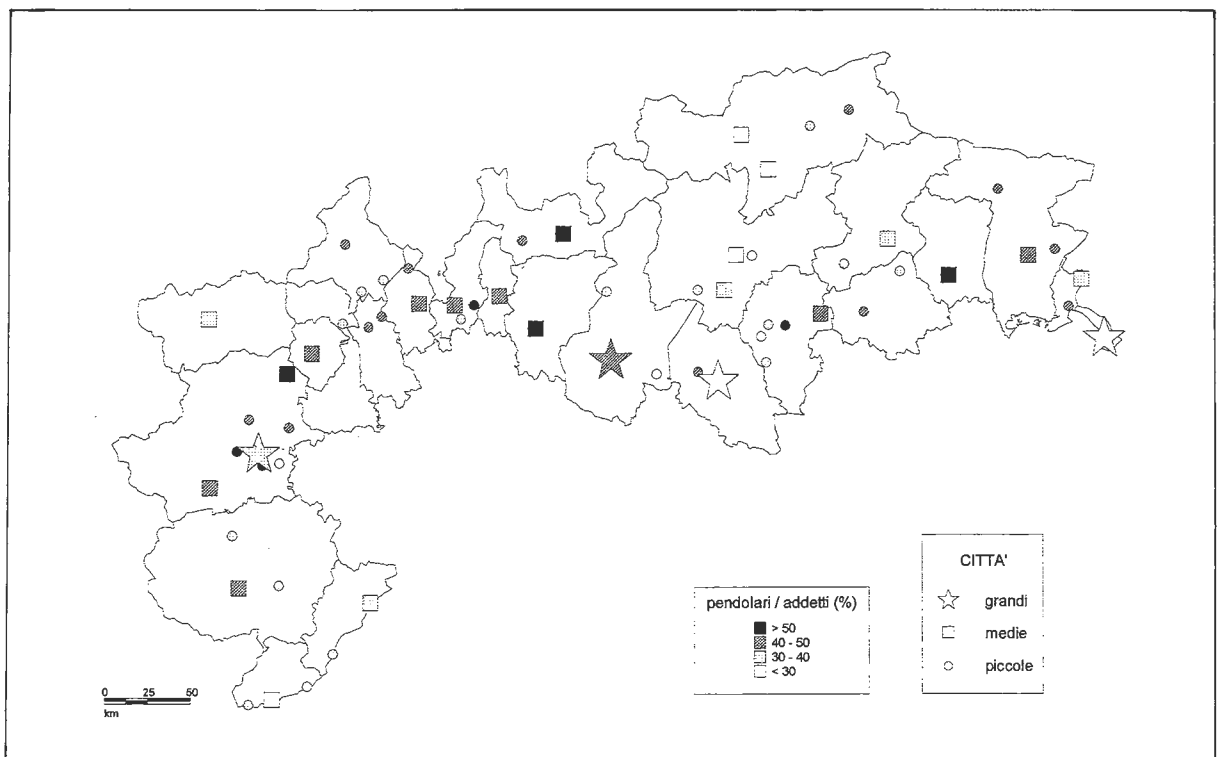 CITTA'
grandi
medie
piccole
pendolari / addetti (%)
> 50
40 - 50
30 - 40
< 30
0 25 50
km